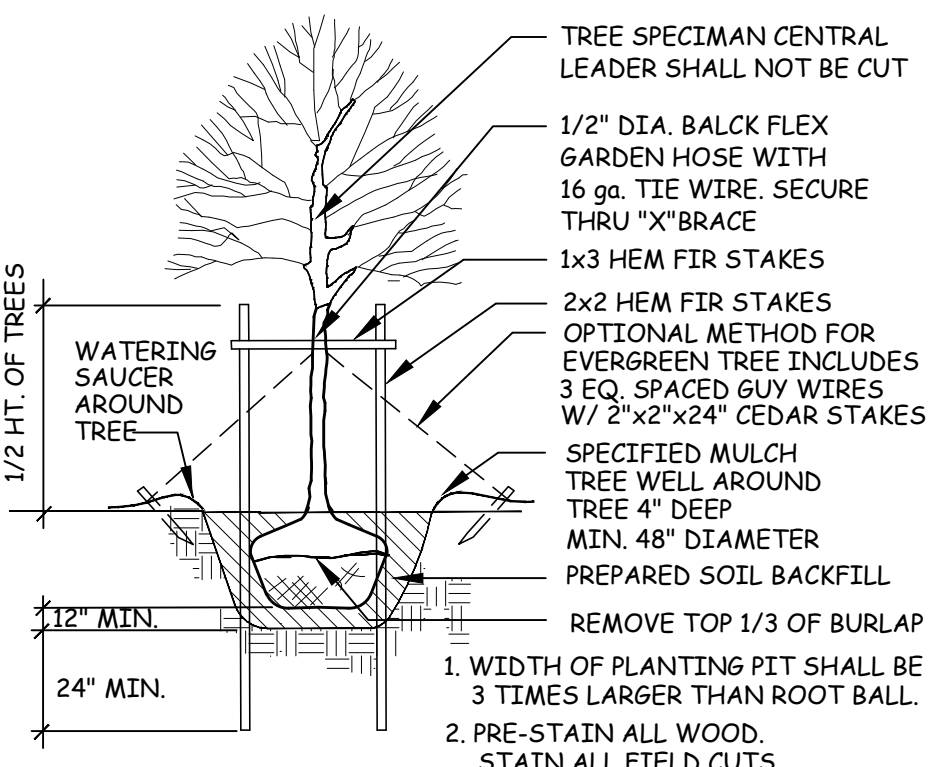 TREE SPECIMAN CENTRAL
LEADER SHALL NOT BE CUT
1/2" DIA. BALCK FLEX
GARDEN HOSE WITH
16 ga. TIE WIRE. SECURE
THRU "X"BRACE
1x3 HEM FIR STAKES
2x2 HEM FIR STAKES
OPTIONAL METHOD FOR
EVERGREEN TREE INCLUDES
3 EQ. SPACED GUY WIRES
W/ 2"x2"x24" CEDAR STAKES
SPECIFIED MULCH
TREE WELL AROUND
TREE 4" DEEP
MIN. 48" DIAMETER
PREPARED SOIL BACKFILL
REMOVE TOP 1/3 OF BURLAP
1/2 HT. OF TREES
WATERING
SAUCER
AROUND
TREE
12" MIN.
24" MIN.
1. WIDTH OF PLANTING PIT SHALL BE
3 TIMES LARGER THAN ROOT BALL.
2. PRE-STAIN ALL WOOD.
STAIN ALL FIELD CUTS